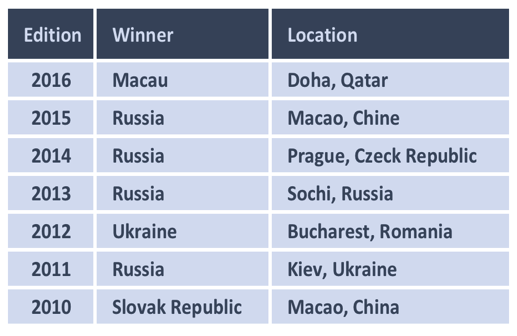 Edition Winner Location
2016 Macau Doha, Qatar
2015 Russia Macao, Chine
2014 Russia Prague, Czeck Republic
2013 Russia Sochi, Russia
2012 Ukraine Bucharest, Romania
2011 Russia Kiev, Ukraine
2010 Slovak Republic Macao, China